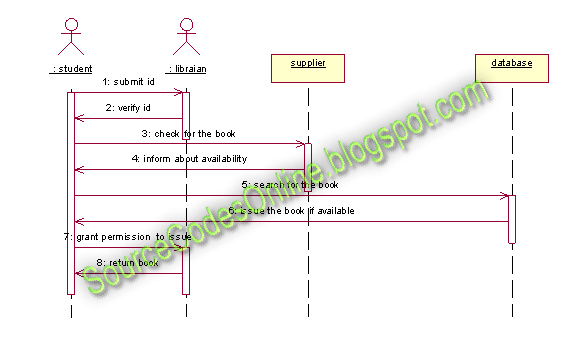 : student
: libraian
supplier
database
1: submit id
2: verify id
3: check for the book
4: inform about availability
5: search for the book
6: issue the book if available
7: grant permission to issue
8: return book
SourceCodesOnline.blogspot.com